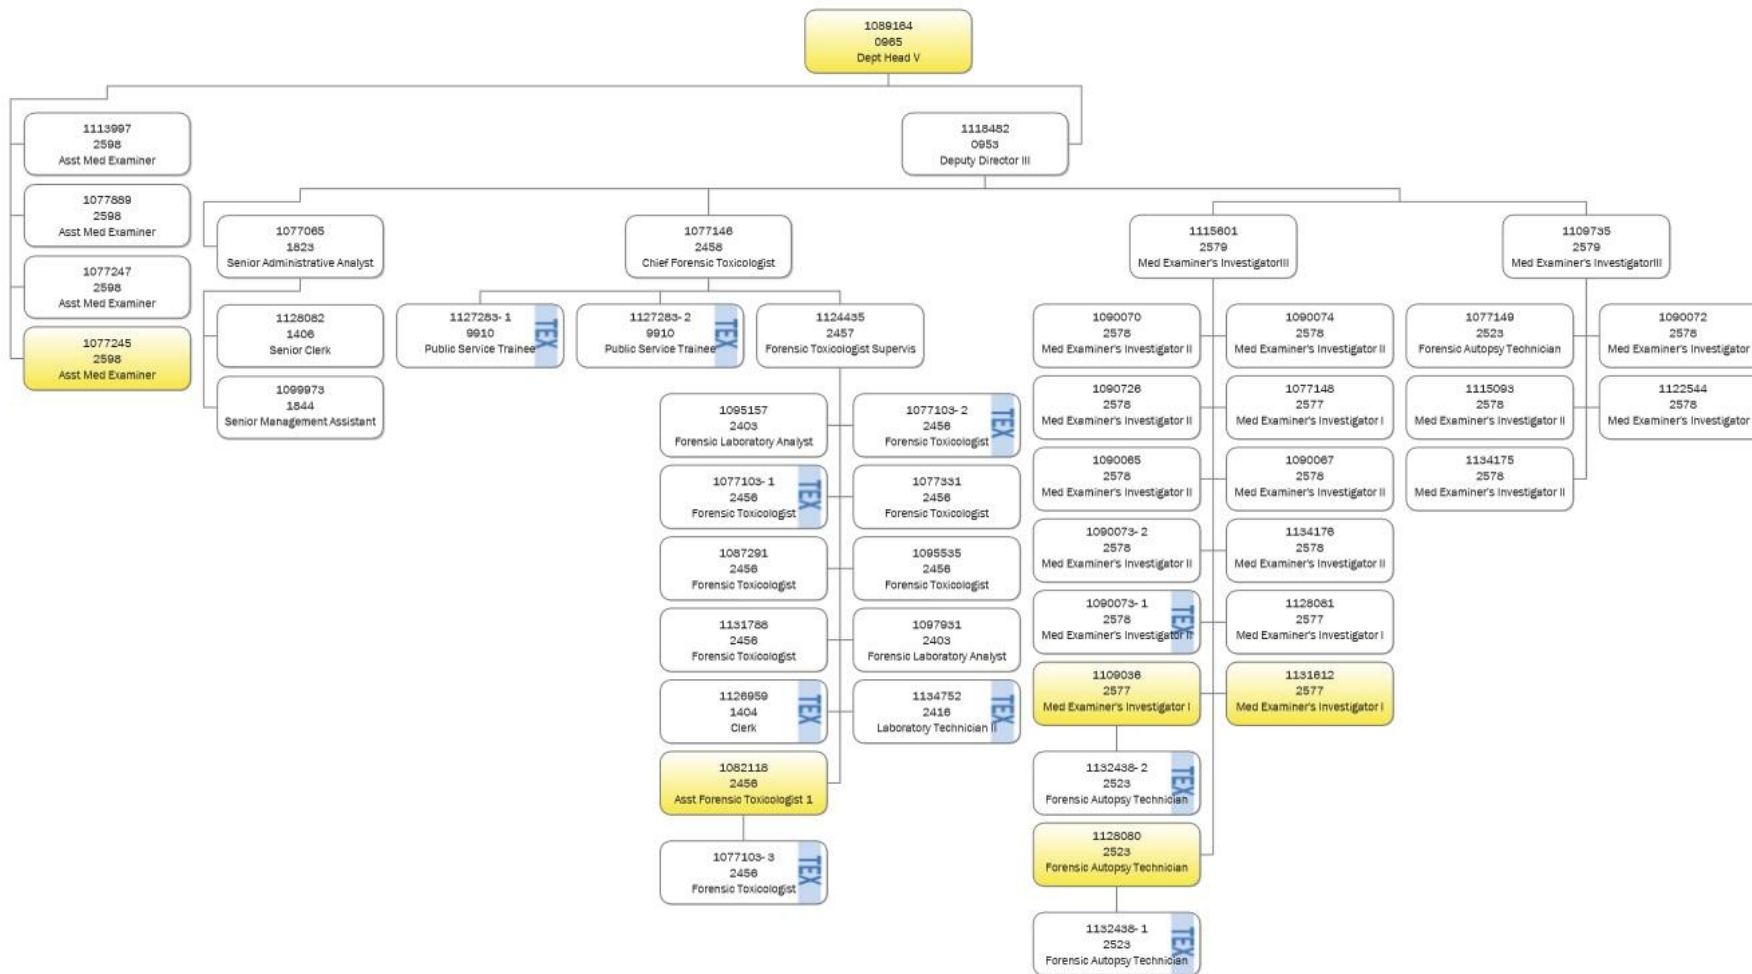 1089164
0965
Dept Head V
1113997
2598
Asst Med Examiner
1118482
0953
Deputy Director III
1077889
2598
Asst Med Examiner
1077247
2598
Asst Med Examiner
1077245
2598
Asst Med Examiner
1077065
1823
Senior Administrative Analyst
1128082
1406
Senior Clerk
1099973
1844
Senior Management Assistant
1077146
2458
Chief Forensic Toxicologist
1127283-1
9910
Public Service Trainee
TEX
1127283-2
9910
Public Service Trainee
TEX
1124435
2457
Forensic Toxicologist Supervis
1095157
2403
Forensic Laboratory Analyst
1077103-2
2456
Forensic Toxicologist
TEX
1077103-1
2456
Forensic Toxicologist
TEX
1077331
2456
Forensic Toxicologist
1087291
2456
Forensic Toxicologist
1095535
2456
Forensic Toxicologist
1131788
2456
Forensic Toxicologist
1097931
2403
Forensic Laboratory Analyst
1126959
1404
Clerk
TEX
1134752
2416
Laboratory Technician II
TEX
1082118
2456
Asst Forensic Toxicologist 1
1077103-3
2456
Forensic Toxicologist
TEX
1115601
2579
Med Examiner's InvestigatorIII
1090070
2578
Med Examiner's Investigator II
1090074
2578
Med Examiner's Investigator II
1090726
2578
Med Examiner's Investigator II
1077148
2577
Med Examiner's Investigator I
1090065
2578
Med Examiner's Investigator II
1090067
2578
Med Examiner's Investigator II
1090073-2
2578
Med Examiner's Investigator II
1134176
2578
Med Examiner's Investigator II
1090073-1
2578
Med Examiner's Investigator II
TEX
1128081
2577
Med Examiner's Investigator I
1109036
2577
Med Examiner's Investigator I
1131612
2577
Med Examiner's Investigator I
1132438-2
2523
Forensic Autopsy Technician
TEX
1128080
2523
Forensic Autopsy Technician
1132438-1
2523
Forensic Autopsy Technician
TEX
1109735
2579
Med Examiner's InvestigatorIII
1077149
2523
Forensic Autopsy Technician
1090072
2578
Med Examiner's Investigator
1115093
2578
Med Examiner's Investigator II
1122544
2578
Med Examiner's Investigator
1134175
2578
Med Examiner's Investigator II